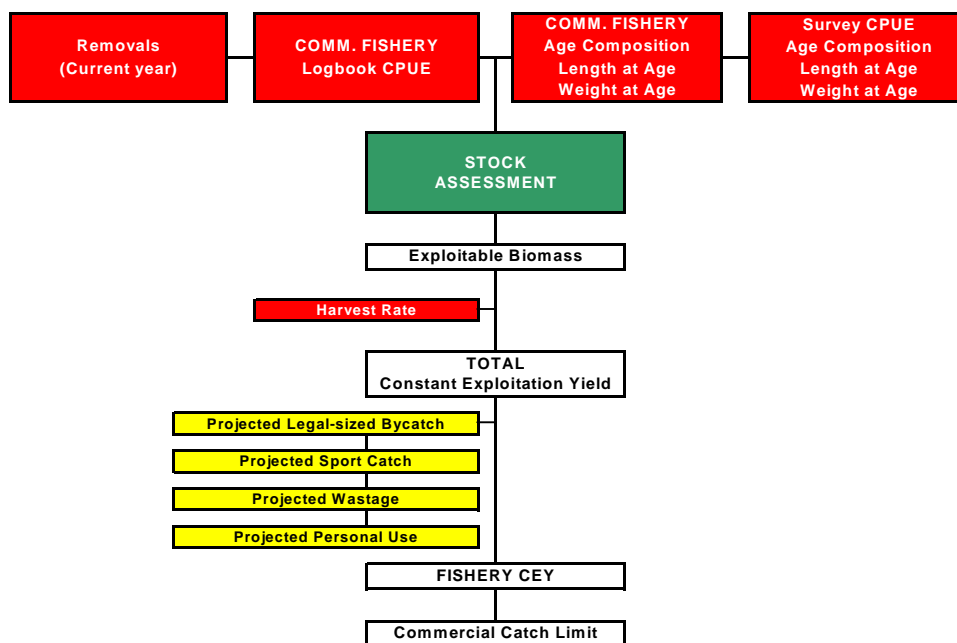 Removals
(Current year)
COMM. FISHERY
Logbook CPUE
COMM. FISHERY
Age Composition
Length at Age
Weight at Age
Survey CPUE
Age Composition
Length at Age
Weight at Age
STOCK
ASSESSMENT
Exploitable Biomass
Harvest Rate
TOTAL
Constant Exploitation Yield
Projected Legal-sized Bycatch
Projected Sport Catch
Projected Wastage
Projected Personal Use
FISHERY CEY
Commercial Catch Limit